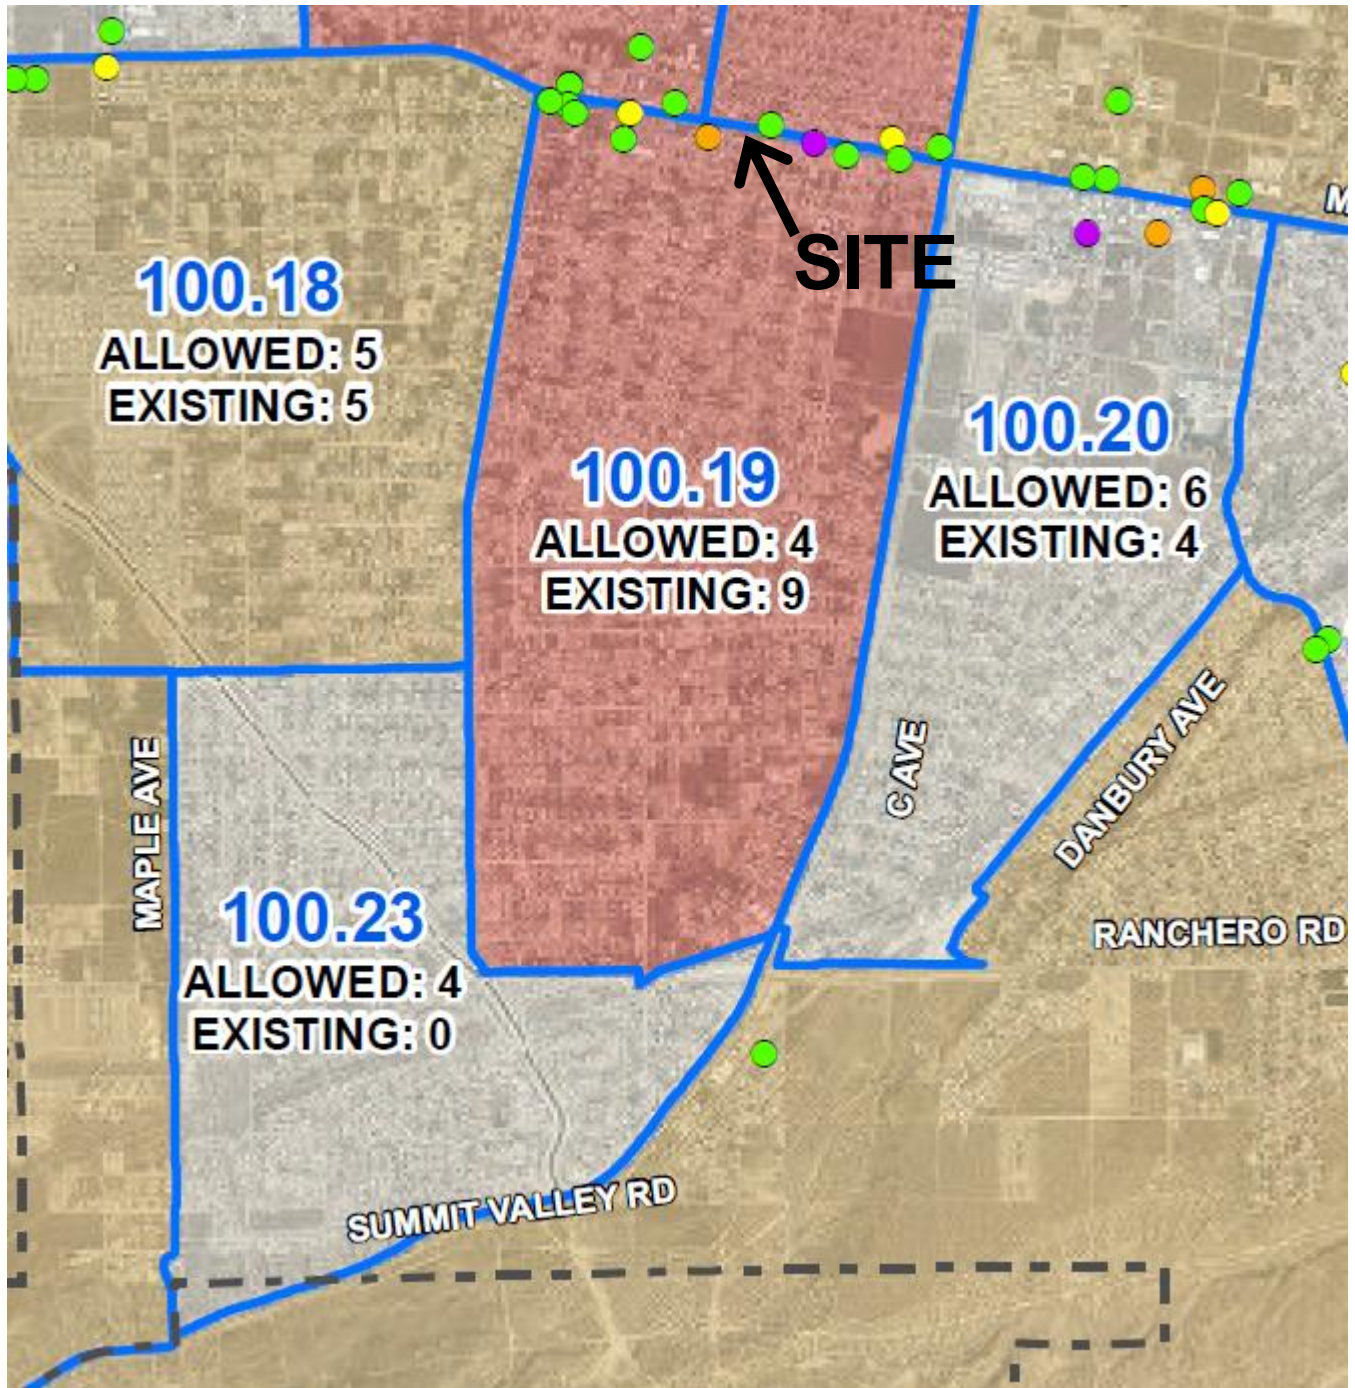 M
SITE
100.18
ALLOWED: 5
EXISTING: 5
100.19
ALLOWED: 4
EXISTING: 9
100.20
ALLOWED: 6
EXISTING: 4
MAPLE AVE
C AVE
DANBURY AVE
100.23
ALLOWED: 4
EXISTING: 0
RANCHERO RD
SUMMIT VALLEY RD